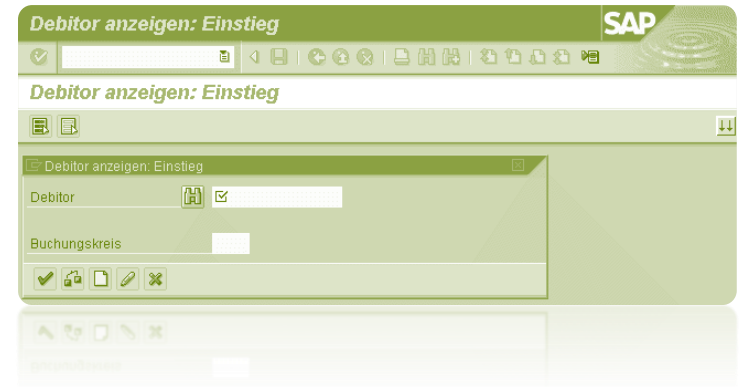 Debitor anzeigen: Einstieg
SAP
Debitor anzeigen: Einstieg
Debitor anzeigen: Einstieg
Debitor
Buchungskreis